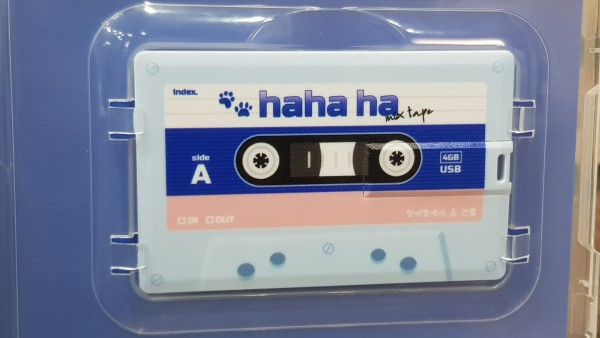 index.
haha ha
mix tape
side
A
4GB
USB
IN OUT